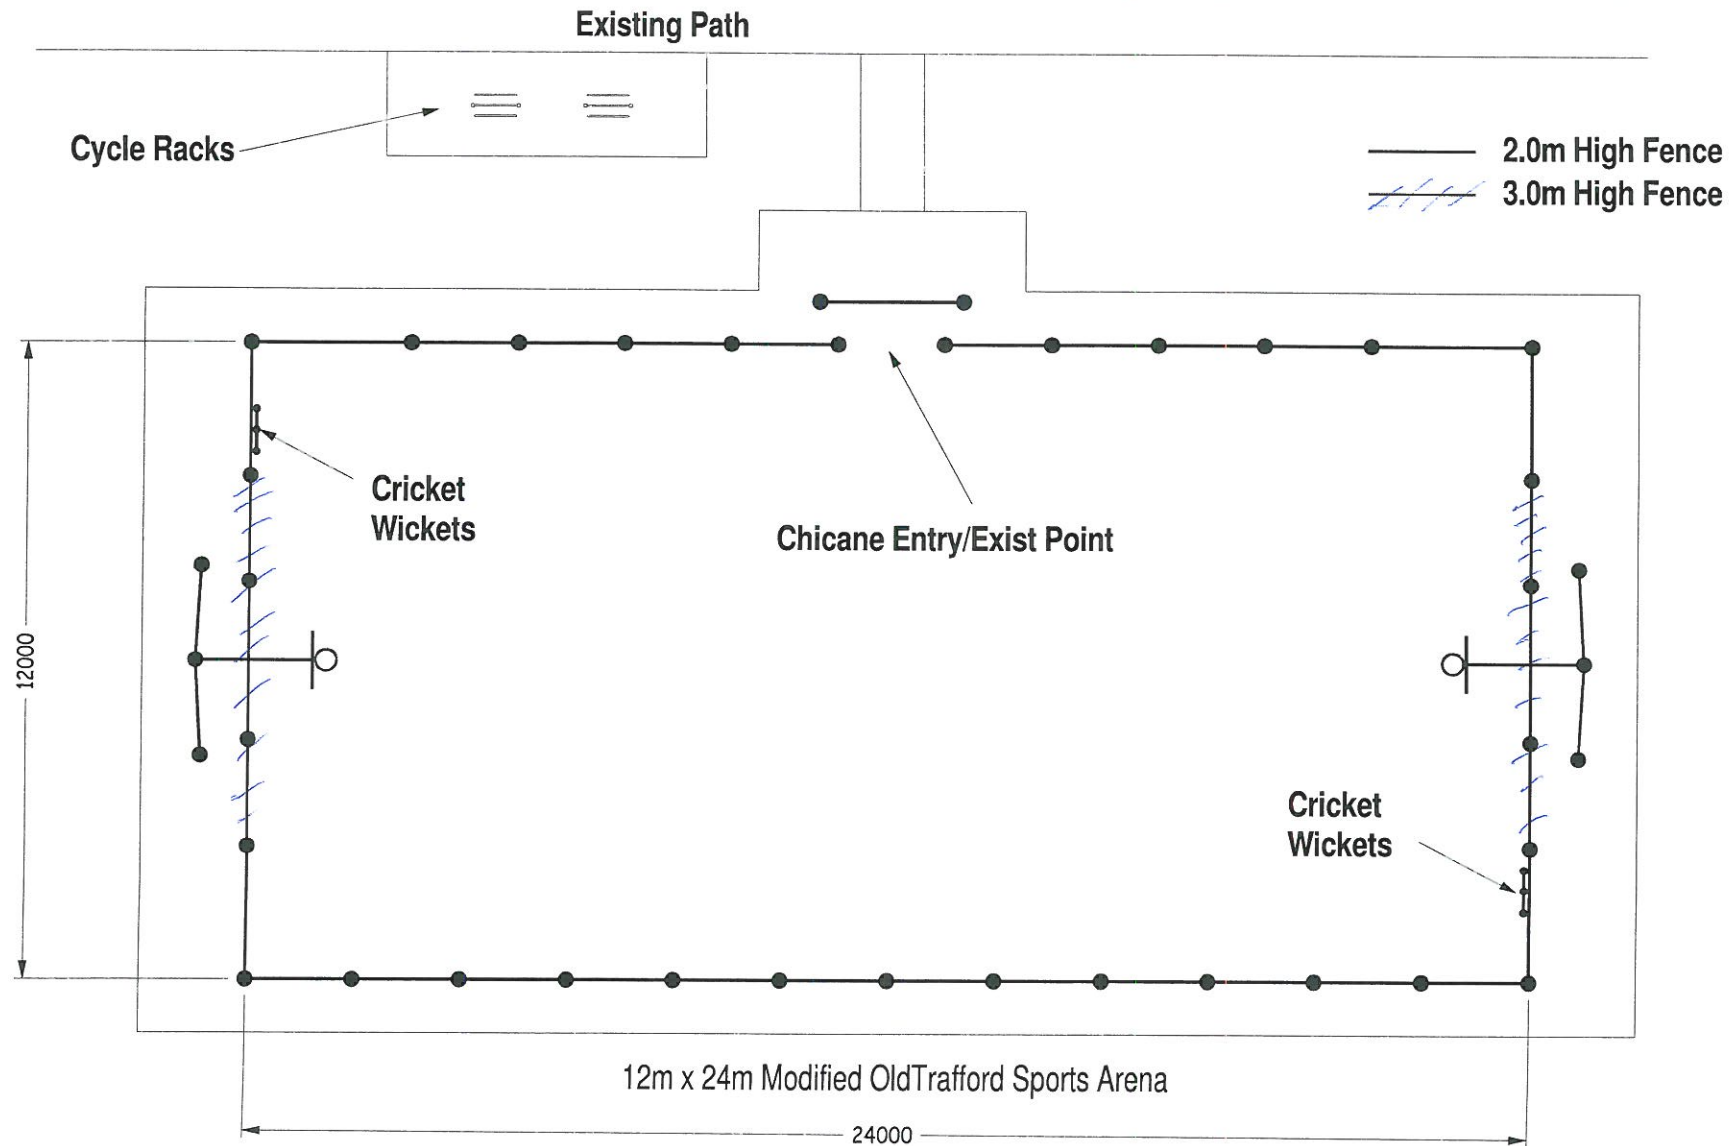 Existing Path
Cycle Racks
2.0m High Fence
3.0m High Fence
Cricket
Wickets
Chicane Entry/Exist Point
12000
Cricket
Wickets
12m x 24m Modified OldTrafford Sports Arena
24000